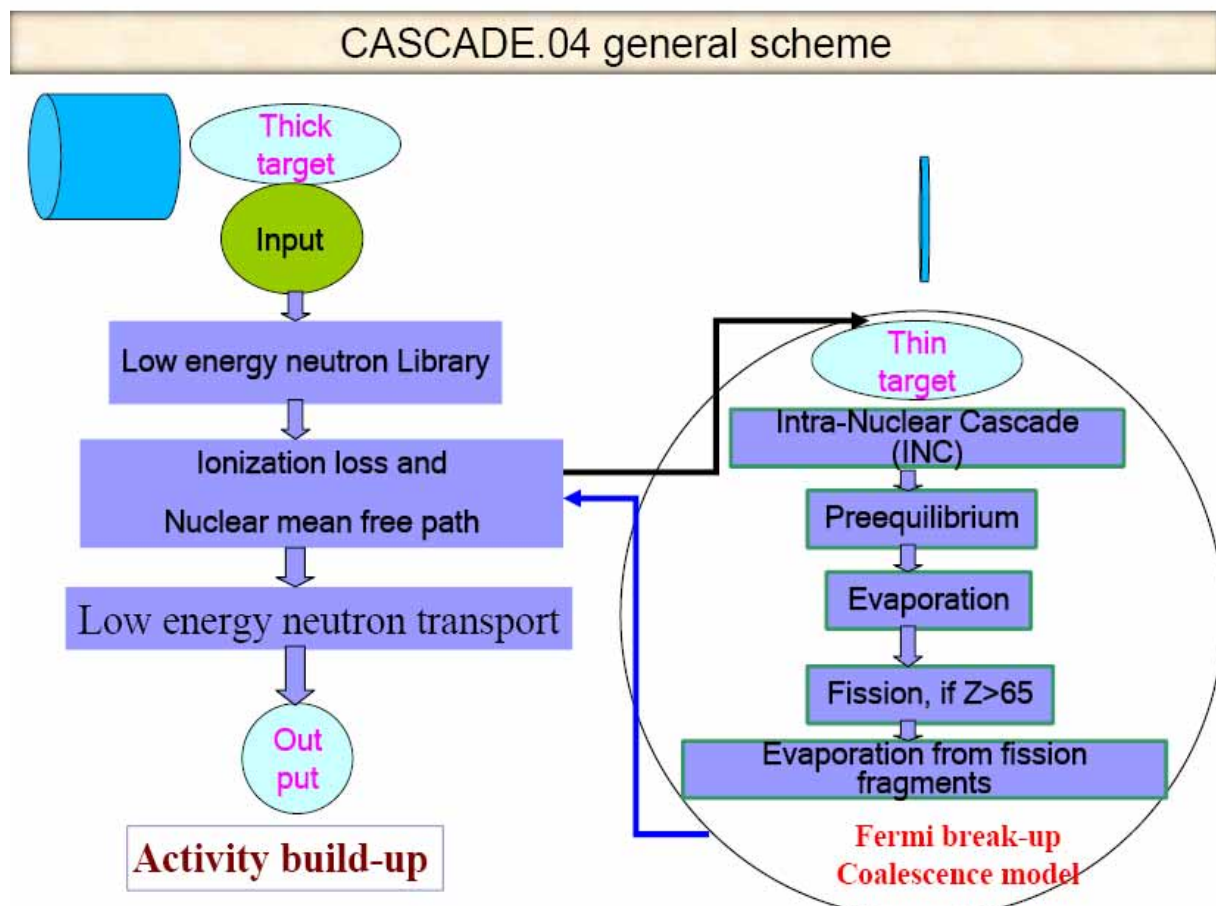 CASCADE.04 general scheme
Thick
target
Input
Low energy neutron Library
Ionization loss and
Nuclear mean free path
Low energy neutron transport
Out
put
Activity build-up
Thin
target
Intra-Nuclear Cascade
(INC)
Preequilibrium
Evaporation
Fission, if Z>65
Evaporation from fission
fragments
Fermi break-up
Coalescence model